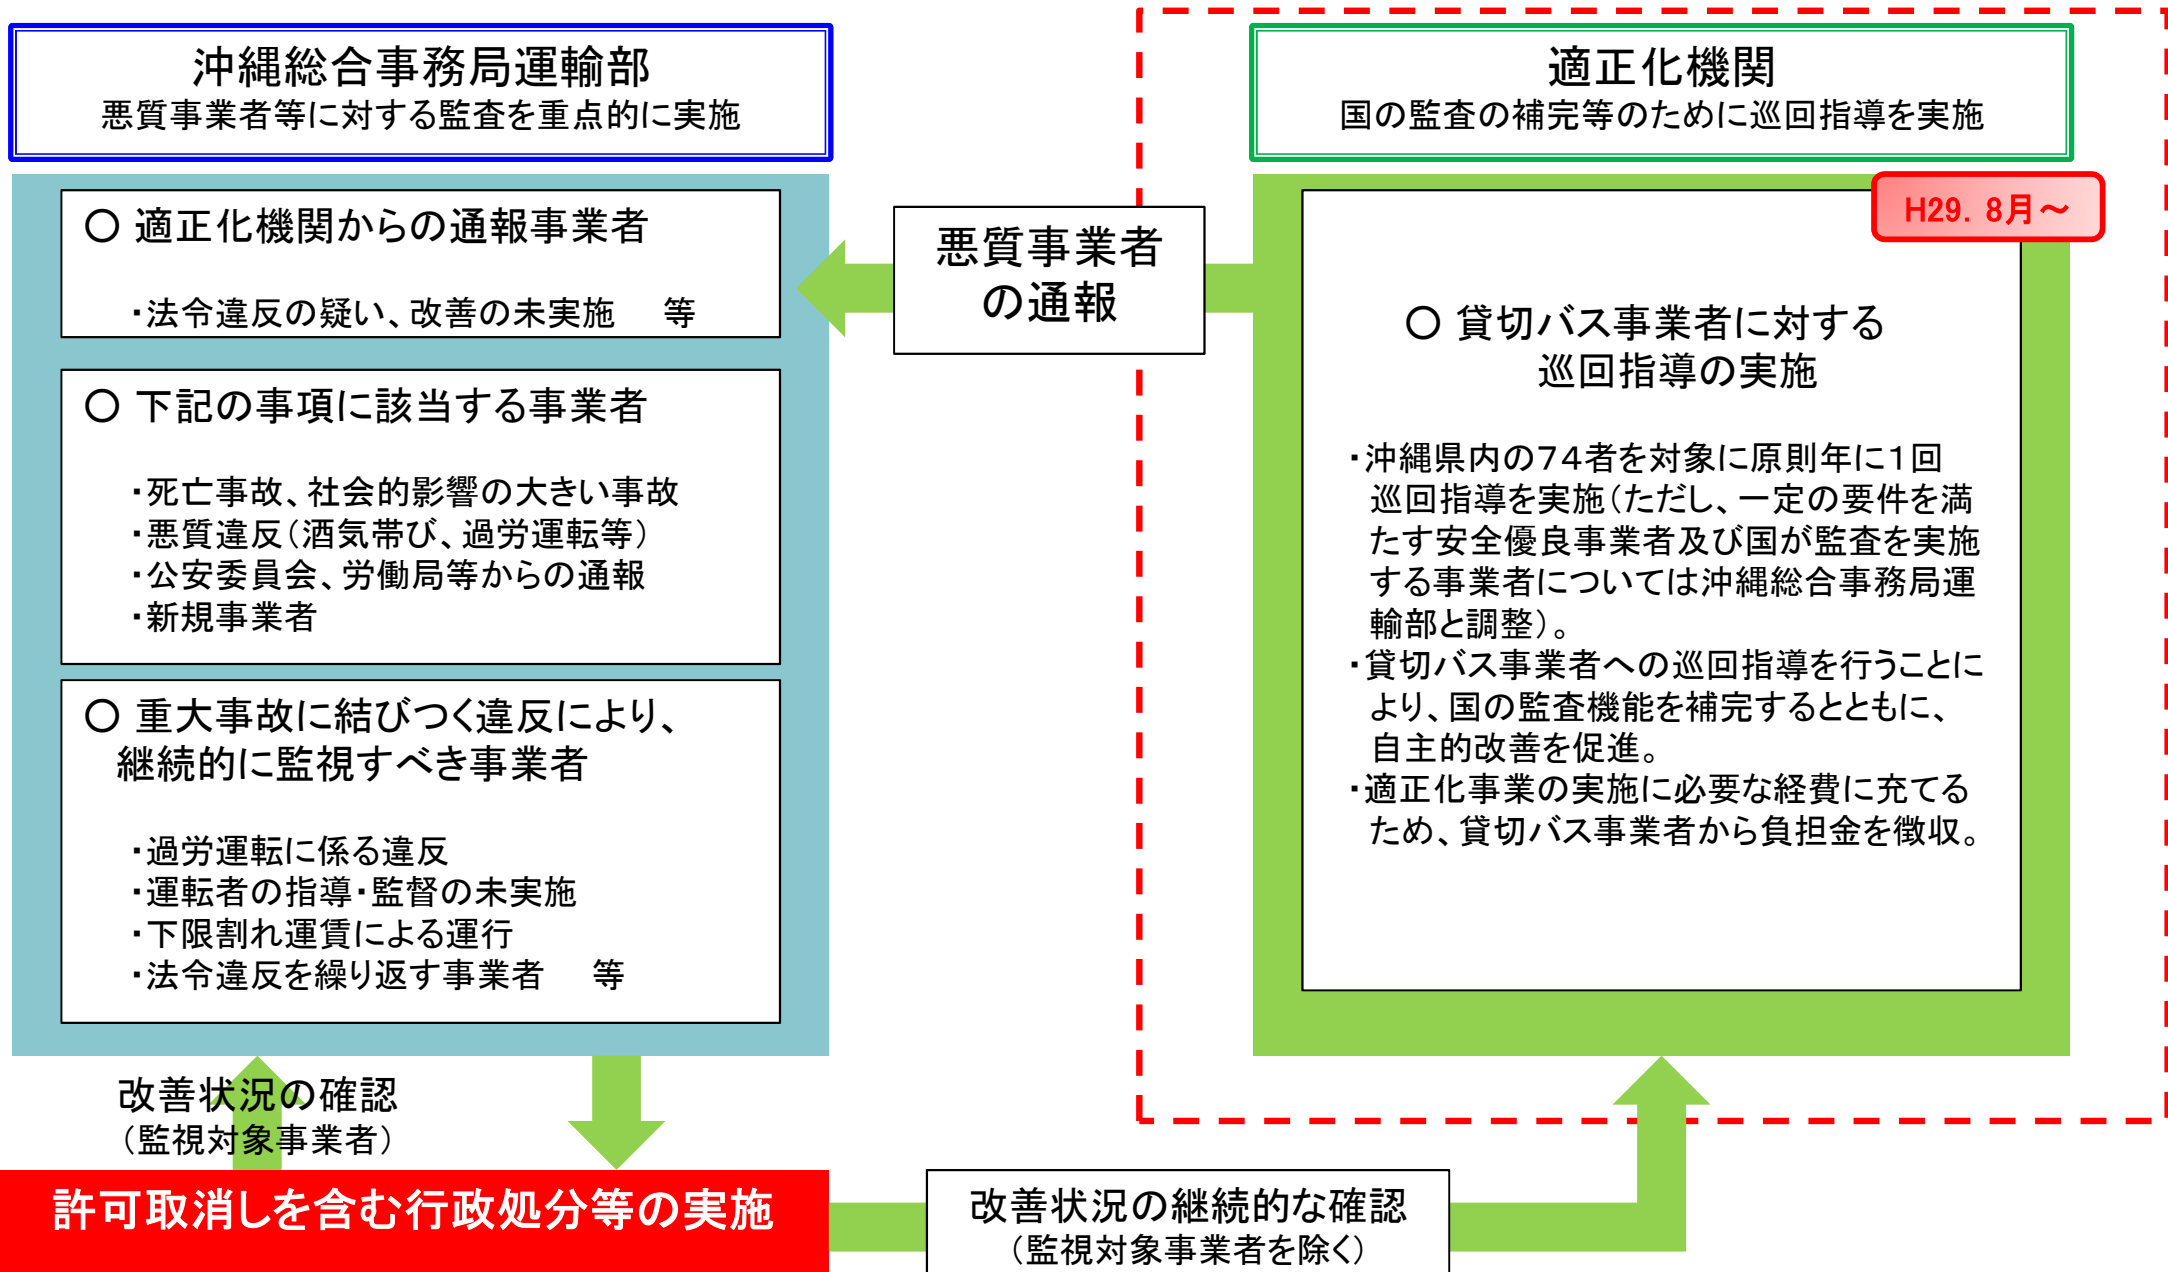 沖縄総合事務局運輸部
悪質事業者等に対する監査を重点的に実施
○ 適正化機関からの通報事業者
・法令違反の疑い、改善の未実施　等
○ 下記の事項に該当する事業者
・死亡事故、社会的影響の大きい事故
・悪質違反（酒気帯び、過労運転等）
・公安委員会、労働局等からの通報
・新規事業者
○ 重大事故に結びつく違反により、
継続的に監視すべき事業者
・過労運転に係る違反
・運転者の指導・監督の未実施
・下限割れ運賃による運行
・法令違反を繰り返す事業者　等
悪質事業者
の通報
適正化機関
国の監査の補完等のために巡回指導を実施
H29．8月～
○ 貸切バス事業者に対する
巡回指導の実施
・沖縄県内の７４者を対象に原則年に１回
巡回指導を実施（ただし、一定の要件を満
たす安全優良事業者及び国が監査を実施
する事業者については沖縄総合事務局運
輸部と調整）。
・貸切バス事業者への巡回指導を行うことに
より、国の監査機能を補完するとともに、
自主的改善を促進。
・適正化事業の実施に必要な経費に充てる
ため、貸切バス事業者から負担金を徴収。
改善状況の確認
（監視対象事業者）
許可取消しを含む行政処分等の実施
改善状況の継続的な確認
（監視対象事業者を除く）